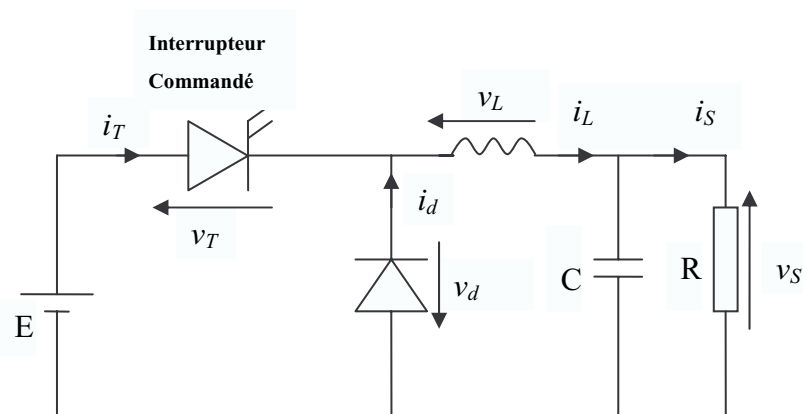 Interrupteur
Commandé
i_T
v_L
i_L
i_S
v_T
i_d
v_d
E
C
R
v_S